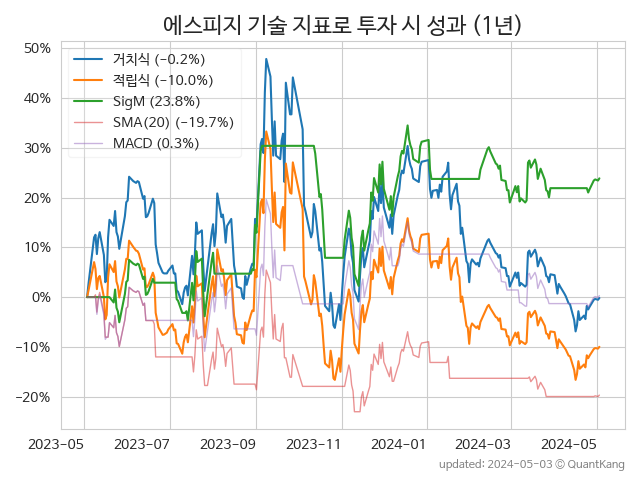 에스피지 기술 지표로 투자 시 성과 (1년)
거치식 (−0.2%)
적립식 (−10.0%)
SigM (23.8%)
SMA(20) (−19.7%)
MACD (0.3%)
50%
40%
30%
20%
10%
0%
−10%
−20%
2023−05 2023−07 2023−09 2023−11 2024−01 2024−03 2024−05
updated: 2024−05−03 ⓒ QuantKang